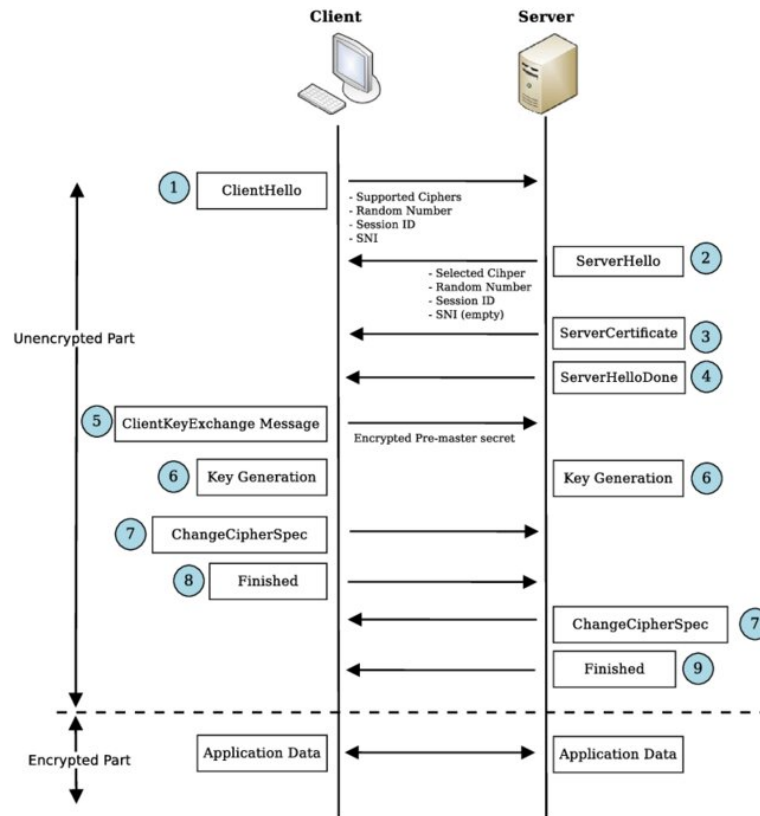 Client
Server
1
ClientHello
- Supported Ciphers
- Random Number
- Session ID
- SNI
ServerHello
2
- Selected Cihper
- Random Number
- Session ID
- SNI (empty)
Unencrypted Part
ServerCertificate
3
ServerHelloDone
4
5
ClientKeyExchange Message
Encrypted Pre-master secret
6
Key Generation
Key Generation
6
7
ChangeCipherSpec
8
Finished
ChangeCipherSpec
7
Finished
9
Encrypted Part
Application Data
Application Data